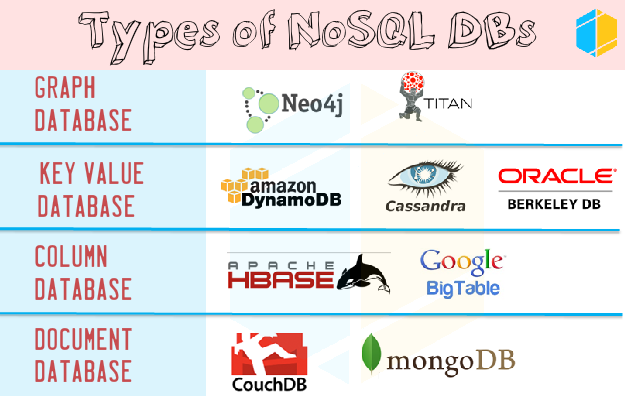 Types of NoSQL DBs
GRAPH
DATABASE
Neo4j
TITAN
KEY VALUE
DATABASE
amazon
DynamoDB
Cassandra
ORACLE
BERKELEY DB
COLUMN
DATABASE
APACHE
HBASE
Google
BigTable
DOCUMENT
DATABASE
CouchDB
mongoDB